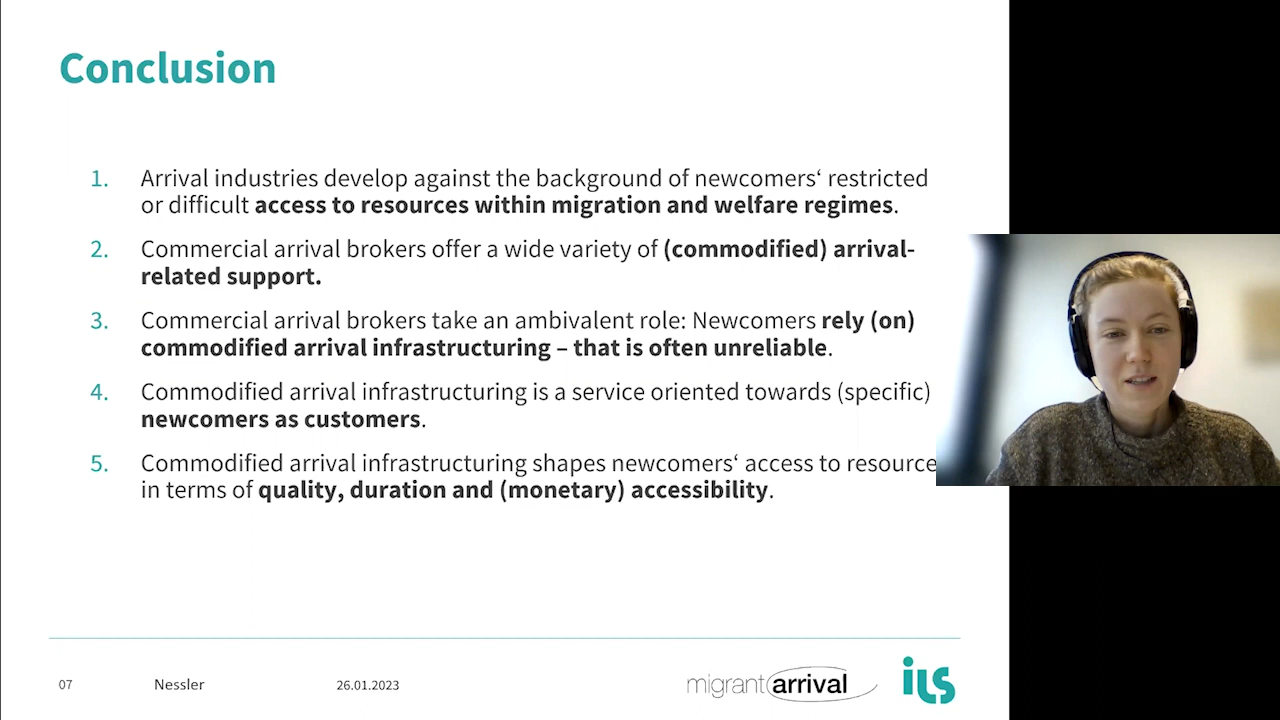 Conclusion
1. Arrival industries develop against the background of newcomers‘ restricted
or difficult access to resources within migration and welfare regimes.
2. Commercial arrival brokers offer a wide variety of (commodified) arrival-
related support.
3. Commercial arrival brokers take an ambivalent role: Newcomers rely (on)
commodified arrival infrastructuring – that is often unreliable.
4. Commodified arrival infrastructuring is a service oriented towards (specific)
newcomers as customers.
5. Commodified arrival infrastructuring shapes newcomers‘ access to resource
in terms of quality, duration and (monetary) accessibility.
07 Nessler 26.01.2023 migrant arrival ils